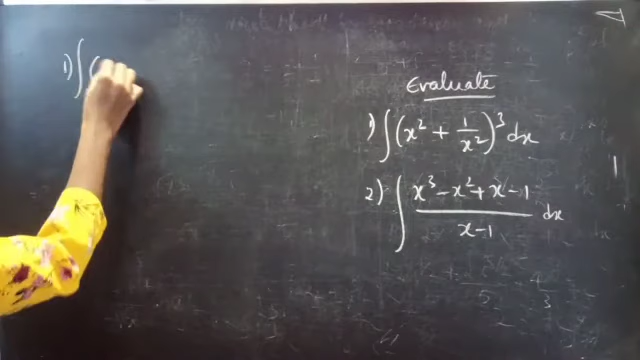 1) ∫ (
Evaluate
1) ∫ (x² + 1/x²)³ dx
2) ∫ x³ - x² + x - 1 / x - 1 dx